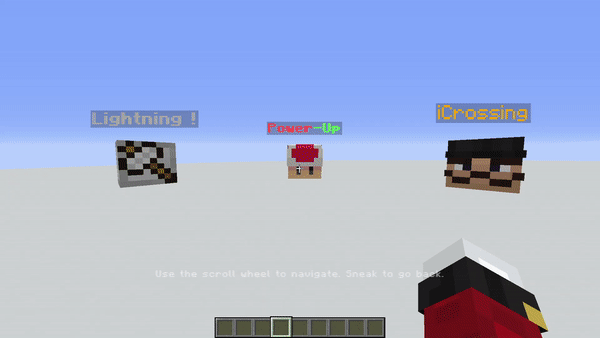 Lightning !
Power-Up
iCrossing
Use the scroll wheel to navigate. Sneak to go back.